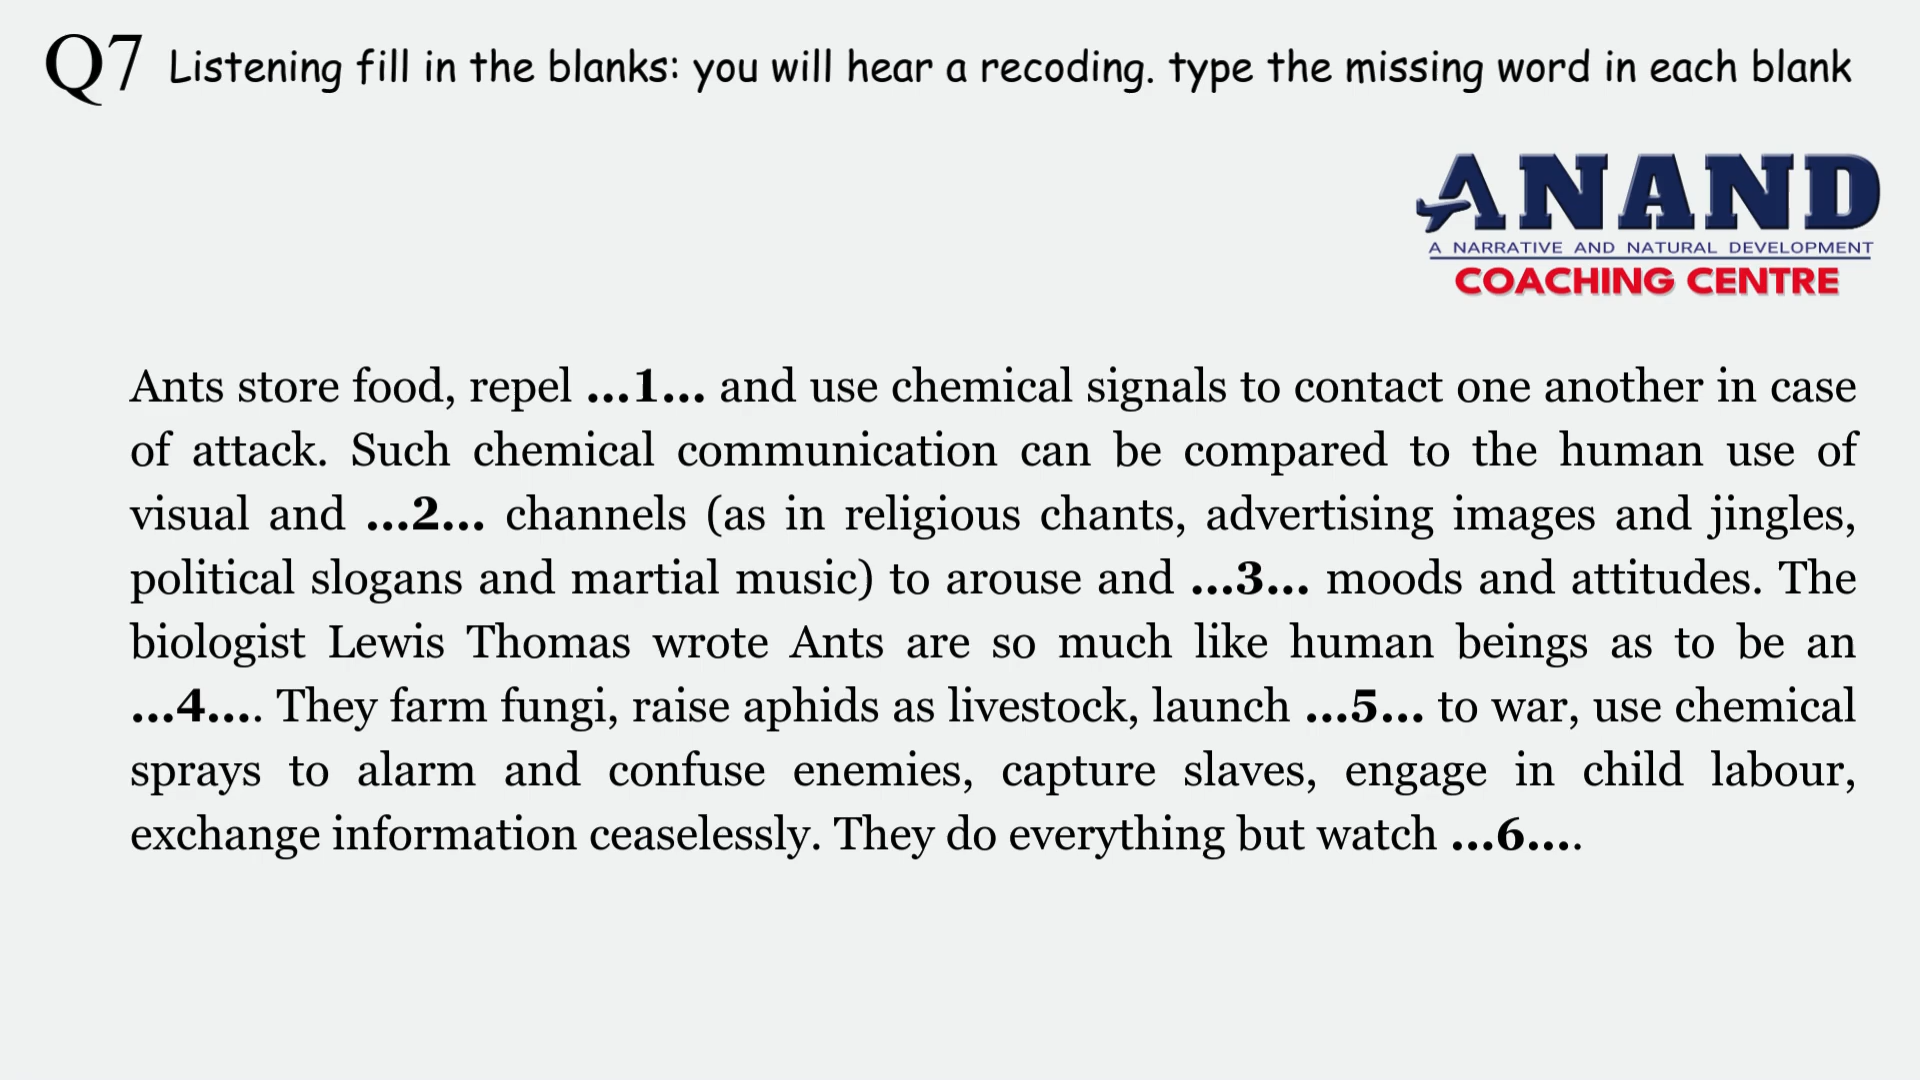 Q7 Listening fill in the blanks: you will hear a recoding. type the missing word in each blank
ANAND
A NARRATIVE AND NATURAL DEVELOPMENT
COACHING CENTRE
Ants store food, repel ...1... and use chemical signals to contact one another in case
of attack. Such chemical communication can be compared to the human use of
visual and ...2... channels (as in religious chants, advertising images and jingles,
political slogans and martial music) to arouse and ...3... moods and attitudes. The
biologist Lewis Thomas wrote Ants are so much like human beings as to be an
...4.... They farm fungi, raise aphids as livestock, launch ...5... to war, use chemical
sprays to alarm and confuse enemies, capture slaves, engage in child labour,
exchange information ceaselessly. They do everything but watch ...6....